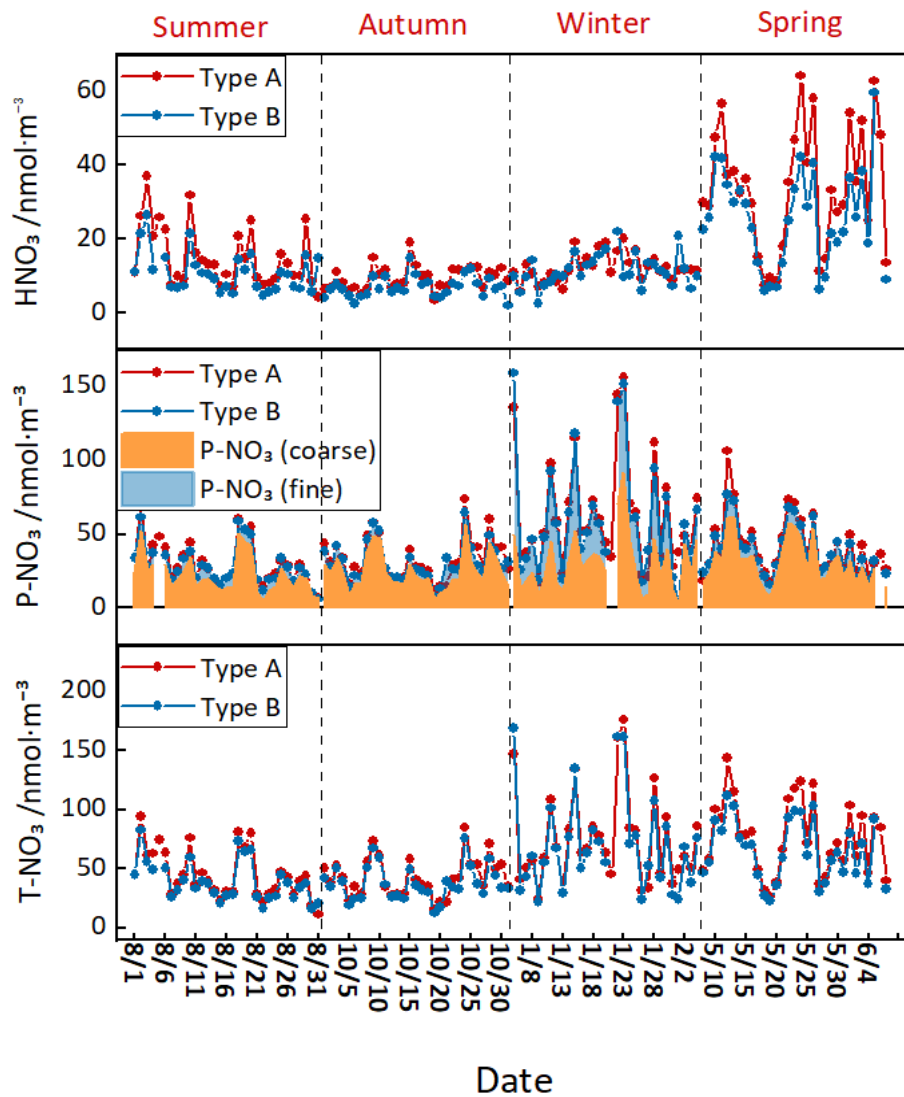 Summer Autumn Winter Spring
HNO₃ /nmol·m⁻³
60
40
20
0
Type A
Type B
P-NO₃ /nmol·m⁻³
150
100
50
0
Type A
Type B
P-NO₃ (coarse)
P-NO₃ (fine)
T-NO₃ /nmol·m⁻³
200
150
100
50
0
Type A
Type B
8/1 8/6 8/11 8/16 8/21 8/26 8/31 10/5 10/10 10/15 10/20 10/25 10/30 1/8 1/13 1/18 1/23 1/28 2/2 5/10 5/15 5/20 5/25 5/30 6/4
Date